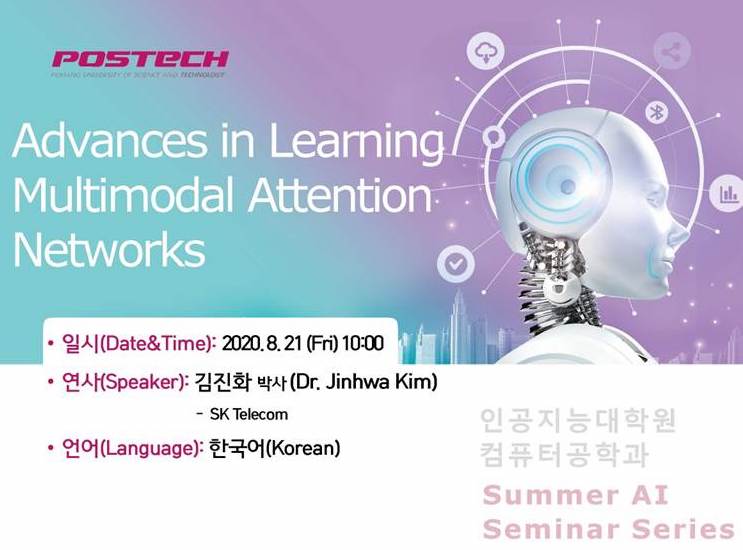 POSTECH
POHANG UNIVERSITY OF SCIENCE AND TECHNOLOGY
Advances in Learning
Multimodal Attention
Networks
• 일시(Date&Time): 2020. 8. 21 (Fri) 10:00
• 연사(Speaker): 김진화 박사 (Dr. Jinhwa Kim)
- SK Telecom
• 언어(Language): 한국어(Korean)
인공지능대학원
컴퓨터공학과
Summer AI
Seminar Series